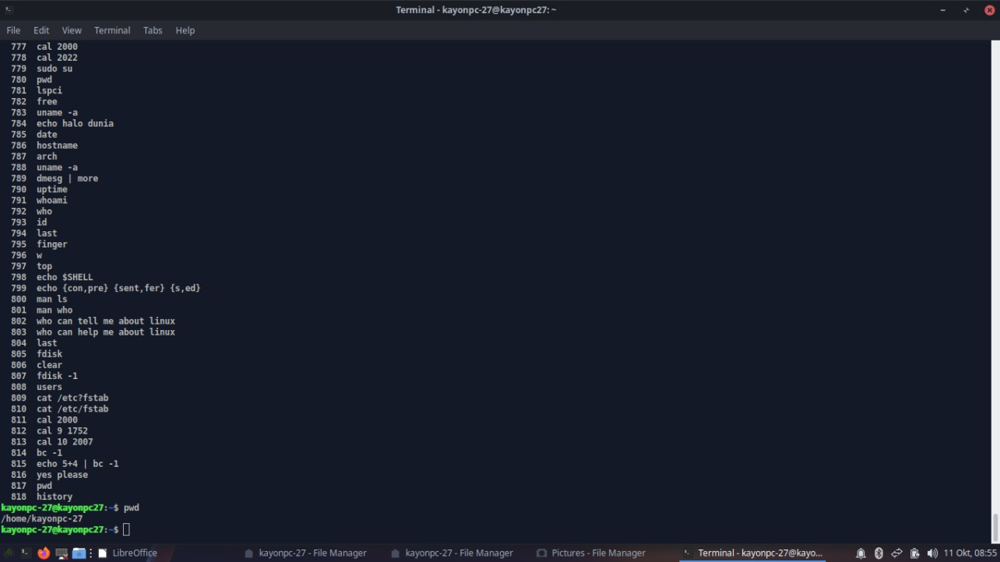 Terminal - kayonpc-27@kayonpc27: ~
File Edit View Terminal Tabs Help
777 cal 2000
778 cal 2022
779 sudo su
780 pwd
781 lspci
782 free
783 uname -a
784 echo halo dunia
785 date
786 hostname
787 arch
788 uname -a
789 dmesg | more
790 uptime
791 whoami
792 who
793 id
794 last
795 finger
796 w
797 top
798 echo $SHELL
799 echo {con,pre} {sent,fer} {s,ed}
800 man ls
801 man who
802 who can tell me about linux
803 who can help me about linux
804 last
805 fdisk
806 clear
807 fdisk -1
808 users
809 cat /etc?fstab
810 cat /etc/fstab
811 cal 2000
812 cal 9 1752
813 cal 10 2007
814 bc -1
815 echo 5+4 | bc -1
816 yes please
817 pwd
818 history
kayonpc-27@kayonpc27:~$ pwd
/home/kayonpc-27
kayonpc-27@kayonpc27:~$
LibreOffice kayonpc-27 - File Manager kayonpc-27 - File Manager Pictures - File Manager Terminal - kayonpc-27@kayo... 11 Okt, 08:55